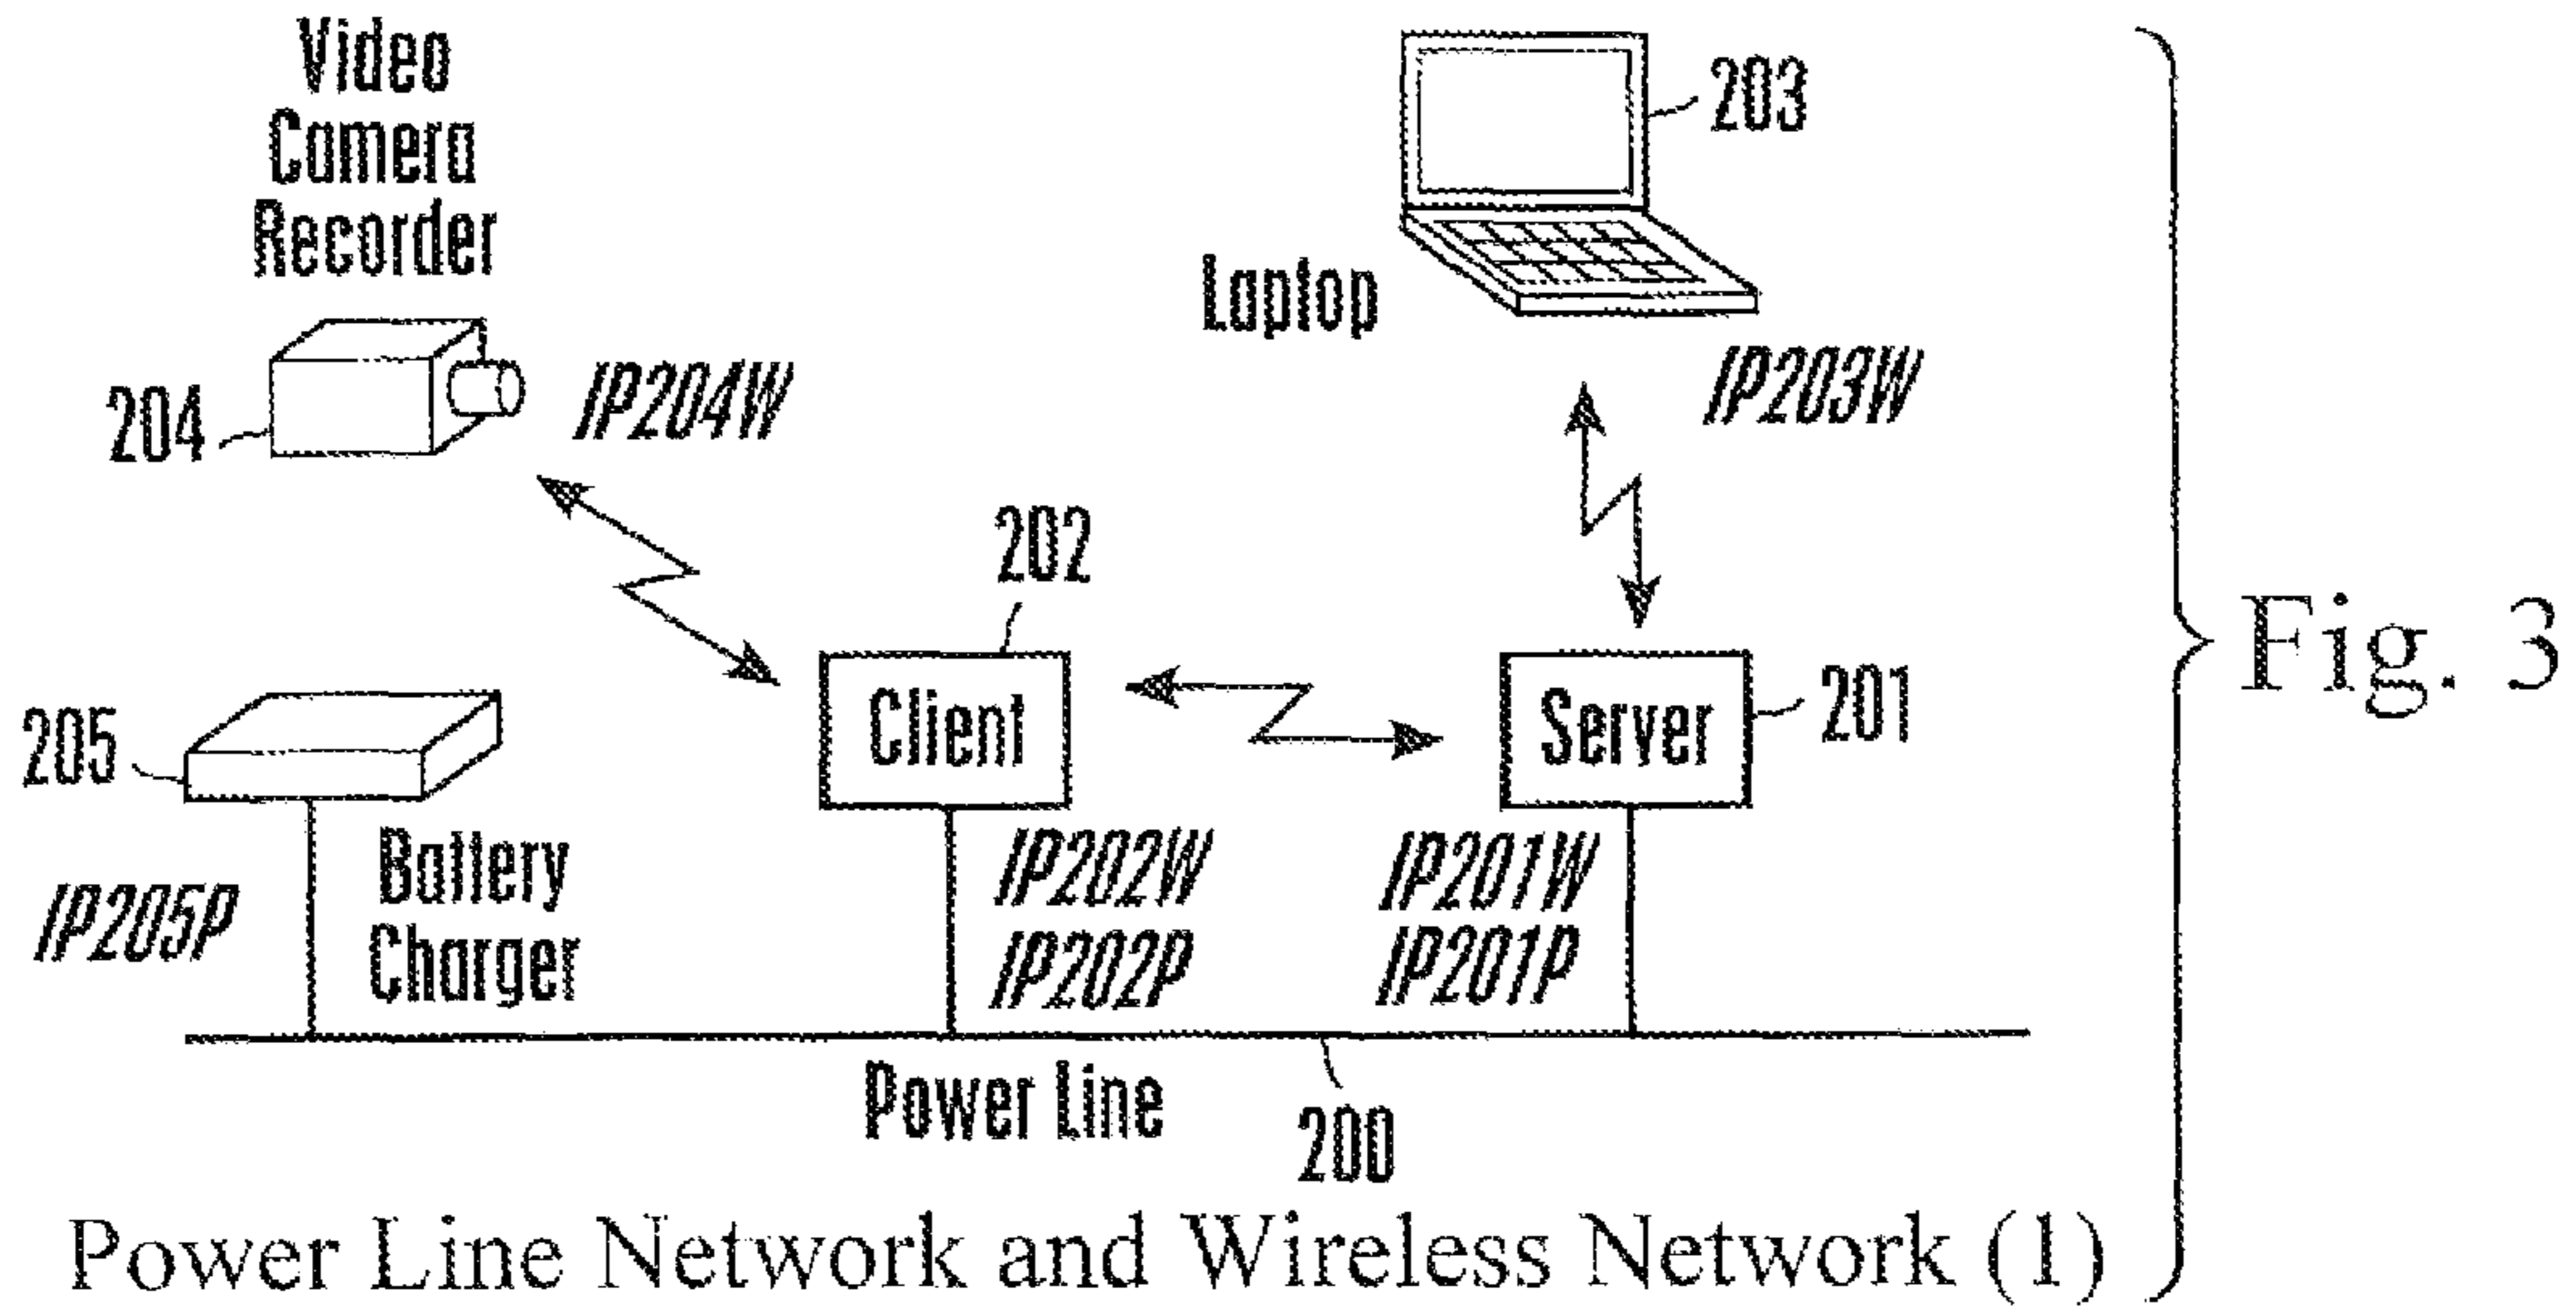 Video
Camera
Recorder
203
Laptop
204
IP204W
IP203W
202
Client
Server
201
205
Fig. 3
Battery
Charger
IP205P
IP202W
IP202P
IP201W
IP201P
Power Line
200
Power Line Network and Wireless Network (1)